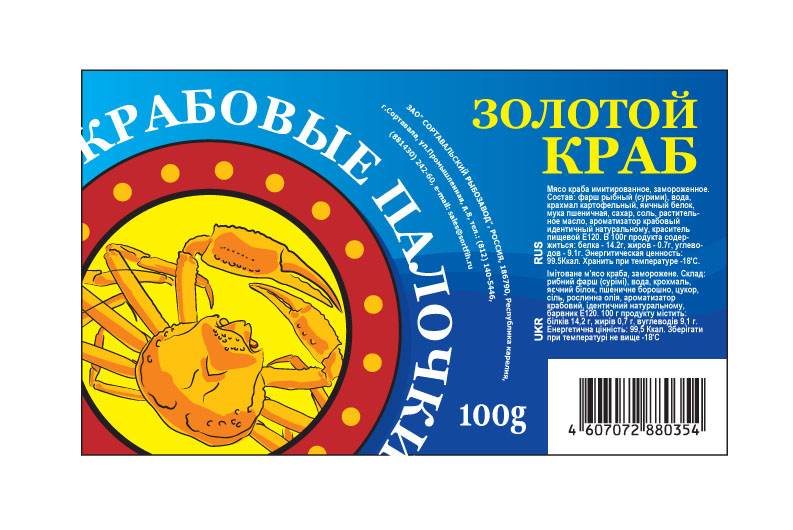 КРАБОВЫЕ ПАЛОЧКИ
ЗАО" СОРТАВАЛЬСКИЙ РЫБОЗАВОД", РОССИЯ, 186790, Республика карелия,
г.Сортавала, ул.Промышленная, д.8, тел.: (812) 140-5446,
(881430) 242-60, e-mail: sales@sortfih.ru
ЗОЛОТОЙ
КРАБ
RUS
Мясо краба имитированное, замороженное.
Состав: фарш рыбный (сурими), вода,
крахмал картофельный, яичный белок,
мука пшеничная, сахар, соль, раститель-
ное масло, ароматизатор крабовый
идентичный натуральному, краситель
пищевой Е120. В 100г продукта содер-
житься: белка - 14.2г, жиров - 0.7г, углево-
дов - 9.1г. Энергитическая ценность:
99.5Ккал. Хранить при температуре -18°С.
UKR
Імітоване м'ясо краба, заморожене. Склад:
рибний фарш (сурімі), вода, крохмаль,
яєчний білок, пшеничне борошно, цукор,
сіль, рослинна олія, ароматизатор
крабовий, ідентичний натуральному,
барвник Е120. 100 г продукту містить:
білків 14,2 г, жирів 0,7 г, вуглеводів 9,1 г.
Енергетична цінність: 99,5 Ккал. Зберігати
при температурі не вище -18°С
100g
4 607072 880354